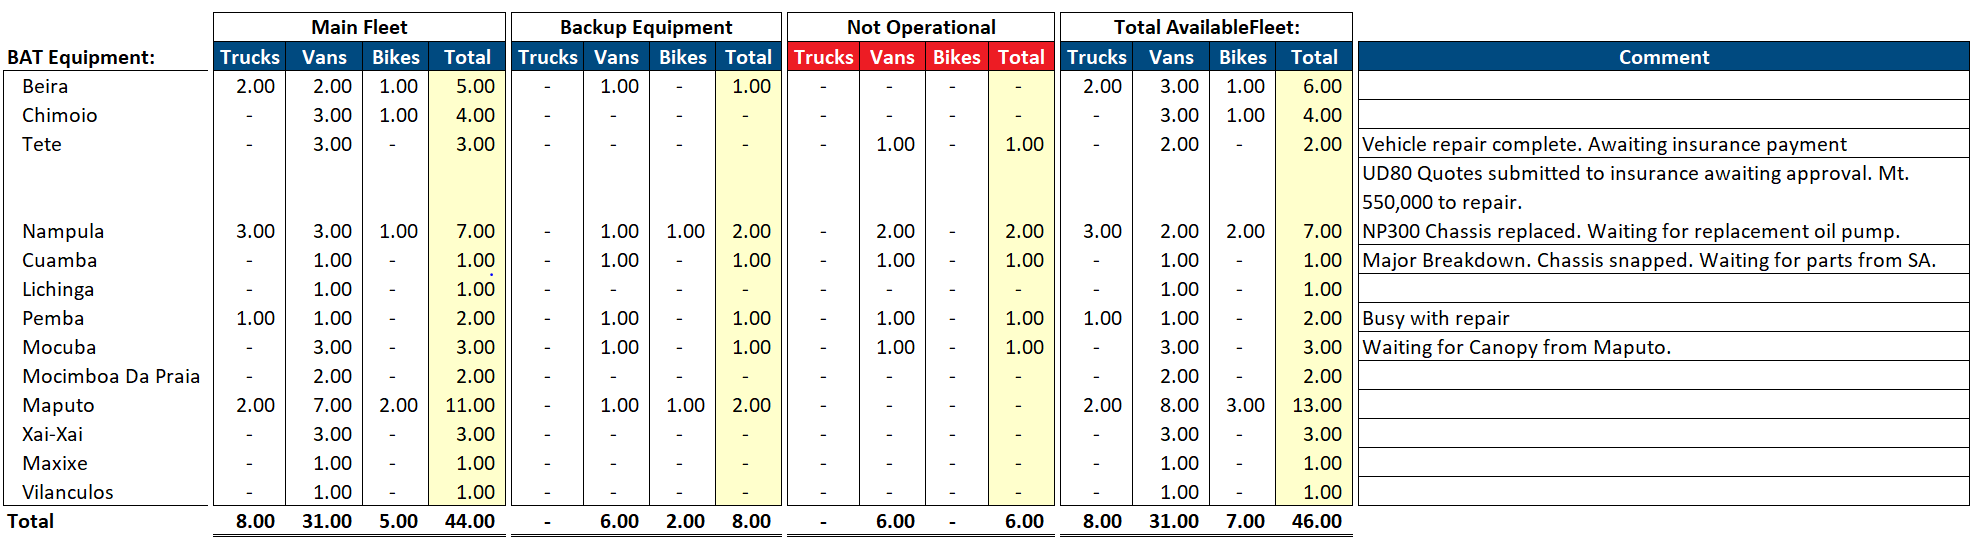 Main Fleet Backup Equipment Not Operational Total AvailableFleet:
BAT Equipment: Trucks Vans Bikes Total Trucks Vans Bikes Total Trucks Vans Bikes Total Trucks Vans Bikes Total Comment
Beira 2.00 2.00 1.00 5.00 - 1.00 - 1.00 - - - - 2.00 3.00 1.00 6.00
Chimoio - 3.00 1.00 4.00 - - - - - - - - - 3.00 1.00 4.00
Tete - 3.00 - 3.00 - - - - - 1.00 - 1.00 - 2.00 - 2.00 Vehicle repair complete. Awaiting insurance payment
UD80 Quotes submitted to insurance awaiting approval. Mt.
550,000 to repair.
Nampula 3.00 3.00 1.00 7.00 - 1.00 1.00 2.00 - 2.00 - 2.00 3.00 2.00 2.00 7.00 NP300 Chassis replaced. Waiting for replacement oil pump.
Cuamba - 1.00 - 1.00 - 1.00 - 1.00 - 1.00 - 1.00 - 1.00 - 1.00 Major Breakdown. Chassis snapped. Waiting for parts from SA.
Lichinga - 1.00 - 1.00 - - - - - - - - - 1.00 - 1.00
Pemba 1.00 1.00 - 2.00 - 1.00 - 1.00 - 1.00 - 1.00 1.00 1.00 - 2.00 Busy with repair
Mocuba - 3.00 - 3.00 - 1.00 - 1.00 - 1.00 - 1.00 - 3.00 - 3.00 Waiting for Canopy from Maputo.
Mocimboa Da Praia - 2.00 - 2.00 - - - - - - - - - 2.00 - 2.00
Maputo 2.00 7.00 2.00 11.00 - 1.00 1.00 2.00 - - - - 2.00 8.00 3.00 13.00
Xai-Xai - 3.00 - 3.00 - - - - - - - - - 3.00 - 3.00
Maxixe - 1.00 - 1.00 - - - - - - - - - 1.00 - 1.00
Vilanculos - 1.00 - 1.00 - - - - - - - - - 1.00 - 1.00
Total 8.00 31.00 5.00 44.00 - 6.00 2.00 8.00 - 6.00 - 6.00 8.00 31.00 7.00 46.00